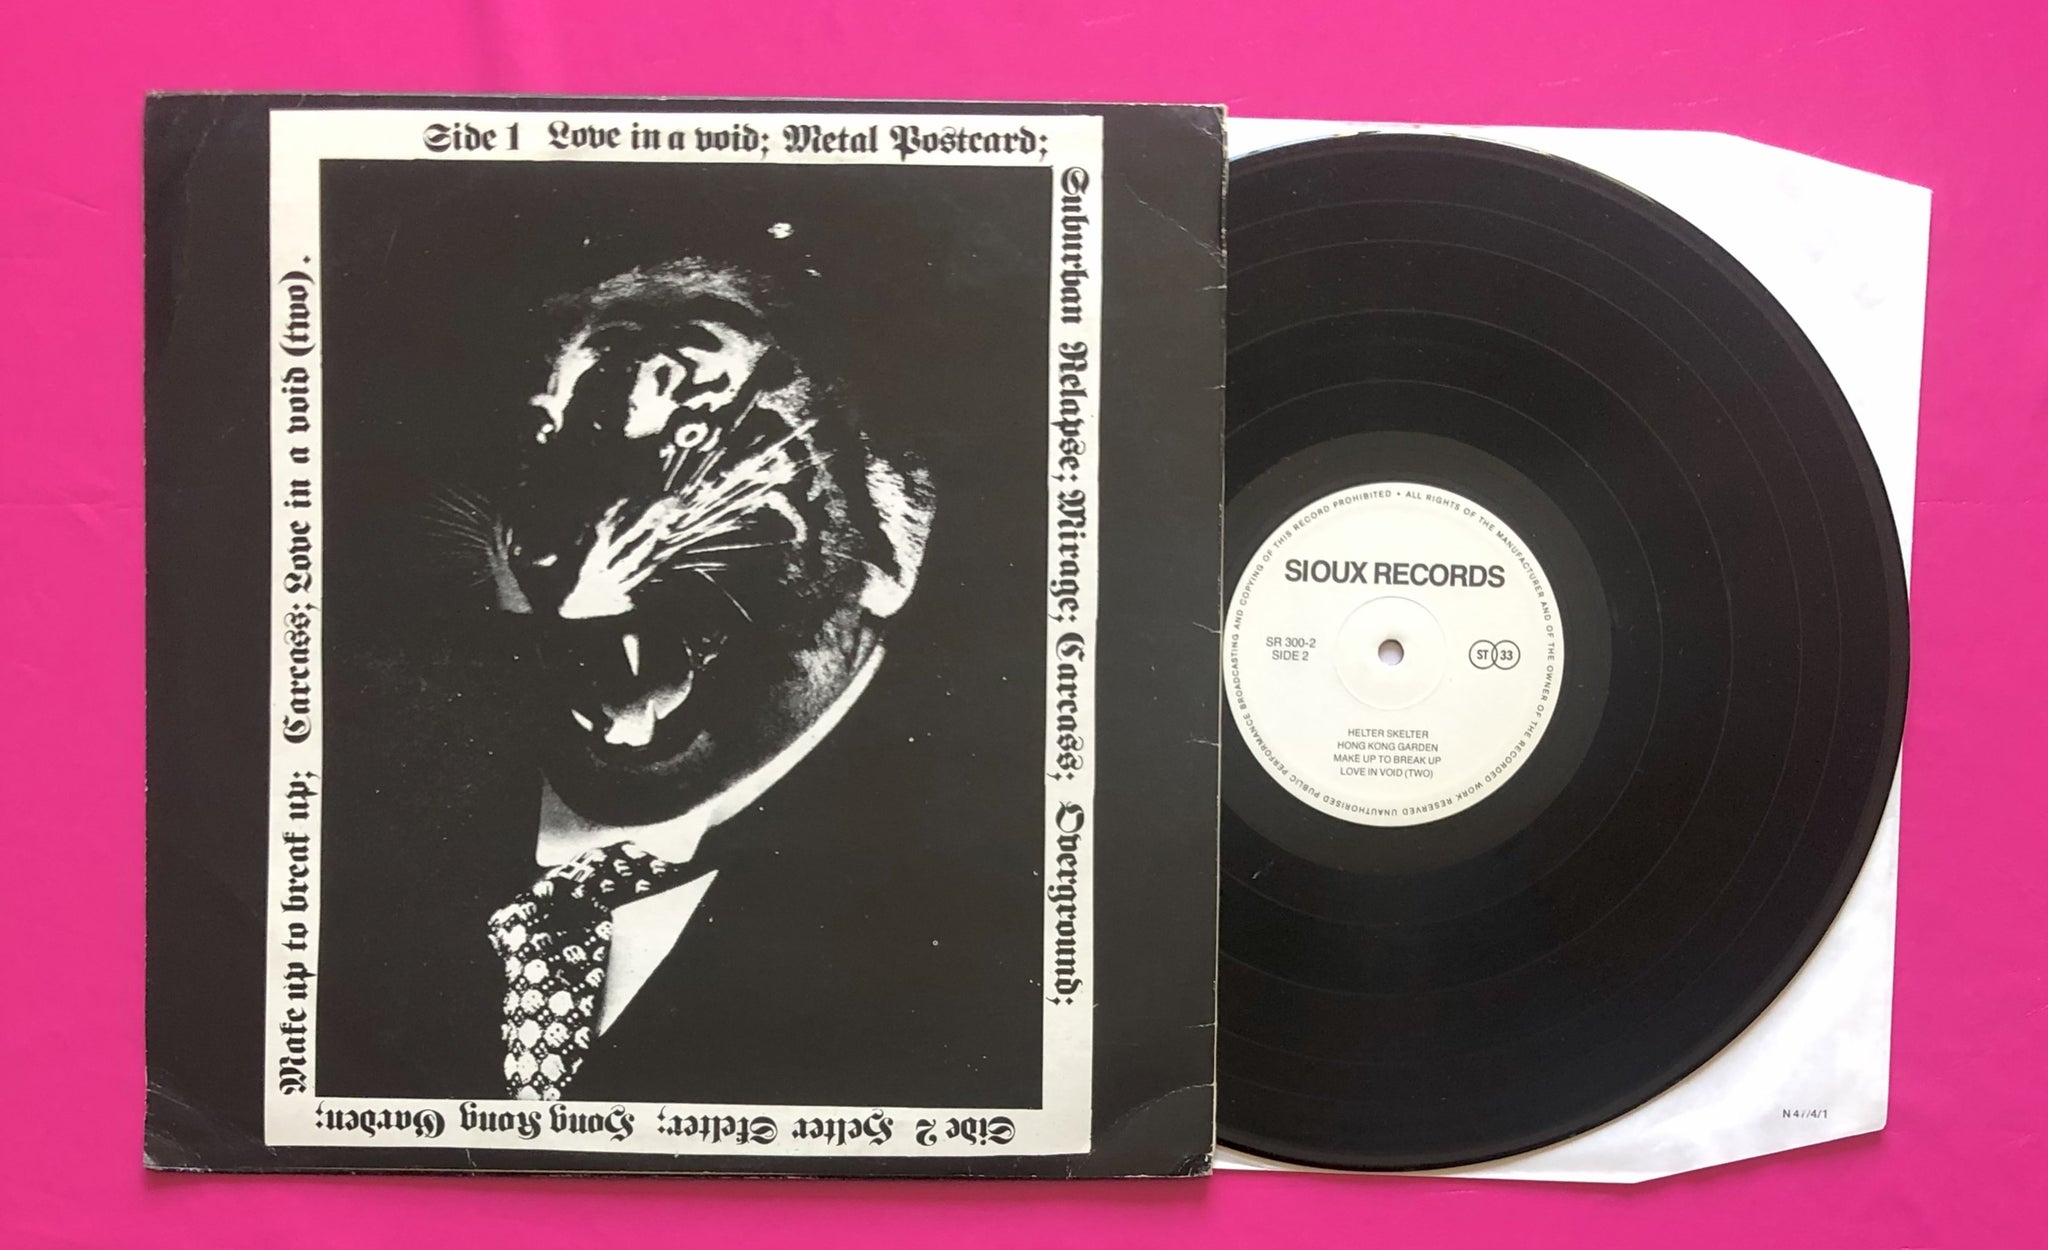 Side 1 Love in a void; Metal Postcard;
Suburban Relapse; Mirage; Carcass; Overground;
Side 2 Helter Skelter; Hong Kong Garden;
Make up to break up; Carcass; Love in a void (two).
SIOUX RECORDS
SR 300-2
SIDE 2
ST 33
HELTER SKELTER
HONG KONG GARDEN
MAKE UP TO BREAK UP
LOVE IN VOID (TWO)
ALL RIGHTS OF THE MANUFACTURER AND OF THE OWNER OF THE RECORDED WORK RESERVED UNAUTHORISED PUBLIC PERFORMANCE BROADCASTING AND COPYING OF THIS RECORD PROHIBITED •